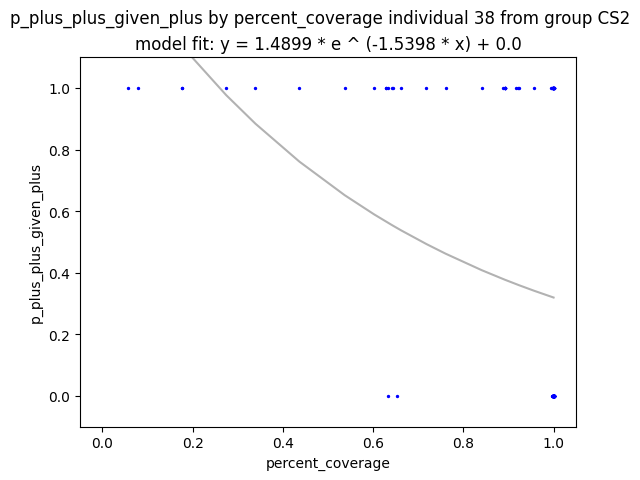 p_plus_plus_given_plus by percent_coverage individual 38 from group CS2
model fit: y = 1.4899 * e ^ (-1.5398 * x) + 0.0
1.0
0.8
0.6
0.4
0.2
0.0
p_plus_plus_given_plus
0.0 0.2 0.4 0.6 0.8 1.0
percent_coverage